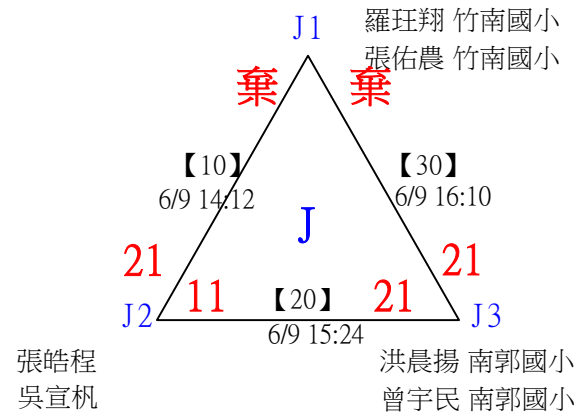 J1
羅玨翔 竹南國小
張佑農 竹南國小
棄 棄
【10】
6/9 14:12
【30】
6/9 16:10
J
21
21
11
【20】
21
J2
J3
6/9 15:24
張皓程
吳宣机
洪晨揚 南郭國小
曾宇民 南郭國小